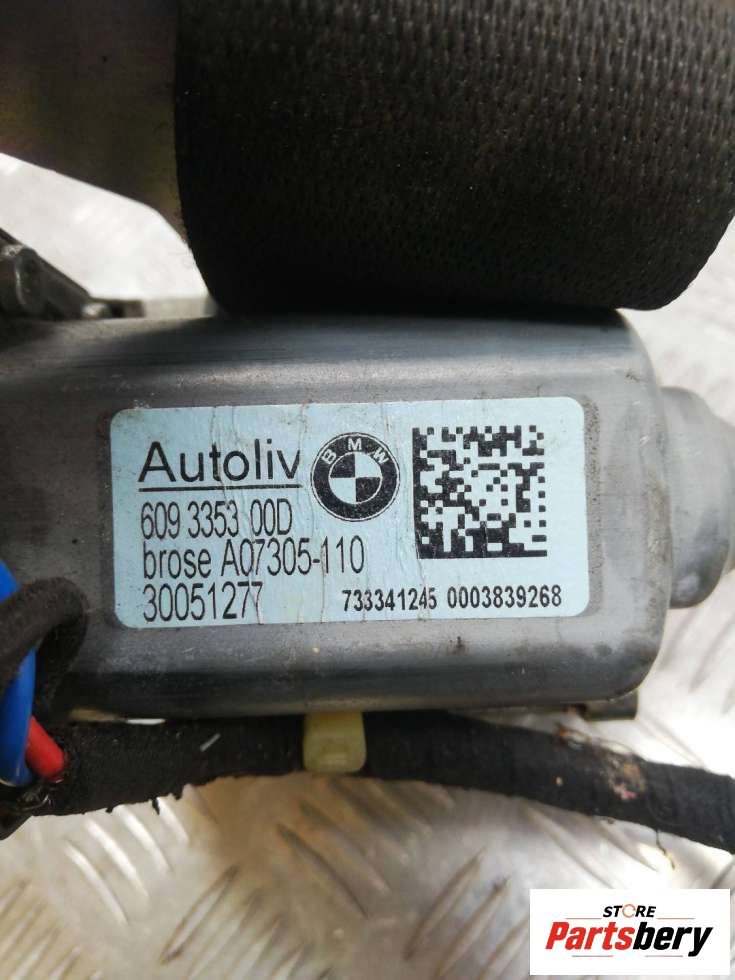 Autoliv BMW
609 3353 00D
brose A07305-110
30051277
733341245 0003839268
STORE
Partsbery